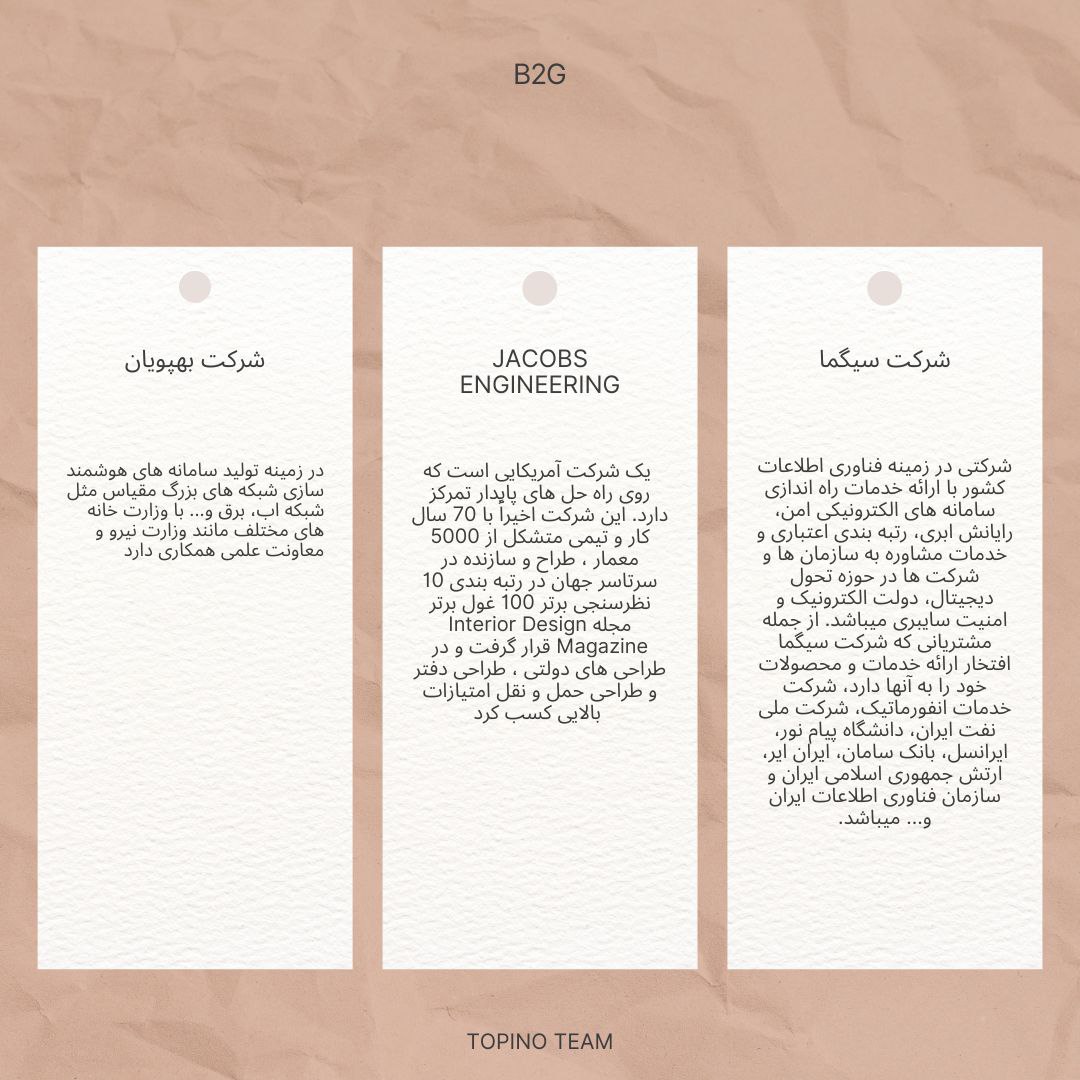 B2G
شرکت سیگما
شرکتی در زمینه فناوری اطلاعات
کشور با ارائه خدمات راه اندازی
سامانه های الکترونیکی امن،
رایانش ابری، رتبه بندی اعتباری و
خدمات مشاوره به سازمان ها و
شرکت ها در حوزه تحول
دیجیتال، دولت الکترونیک و
امنیت سایبری میباشد. از جمله
مشتریانی که شرکت سیگما
افتخار ارائه خدمات و محصولات
خود را به آنها دارد، شرکت
خدمات انفورماتیک، شرکت ملی
نفت ایران، دانشگاه پیام نور،
ایرانسل، بانک سامان، ایران ایر،
ارتش جمهوری اسلامی ایران و
سازمان فناوری اطلاعات ایران
و... میباشد.
JACOBS
ENGINEERING
یک شرکت آمریکایی است که
روی راه حل های پایدار تمرکز
دارد. این شرکت اخیراً با 70 سال
کار و تیمی متشکل از 5000
معمار ، طراح و سازنده در
سرتاسر جهان در رتبه بندی 10
نظرسنجی برتر 100 غول برتر
مجله Interior Design
Magazine قرار گرفت و در
طراحی های دولتی ، طراحی دفتر
و طراحی حمل و نقل امتیازات
بالایی کسب کرد
شرکت بهپویان
در زمینه تولید سامانه های هوشمند
سازی شبکه های بزرگ مقیاس مثل
شبکه اب، برق و... با وزارت خانه
های مختلف مانند وزارت نیرو و
معاونت علمی همکاری دارد
TOPINO TEAM